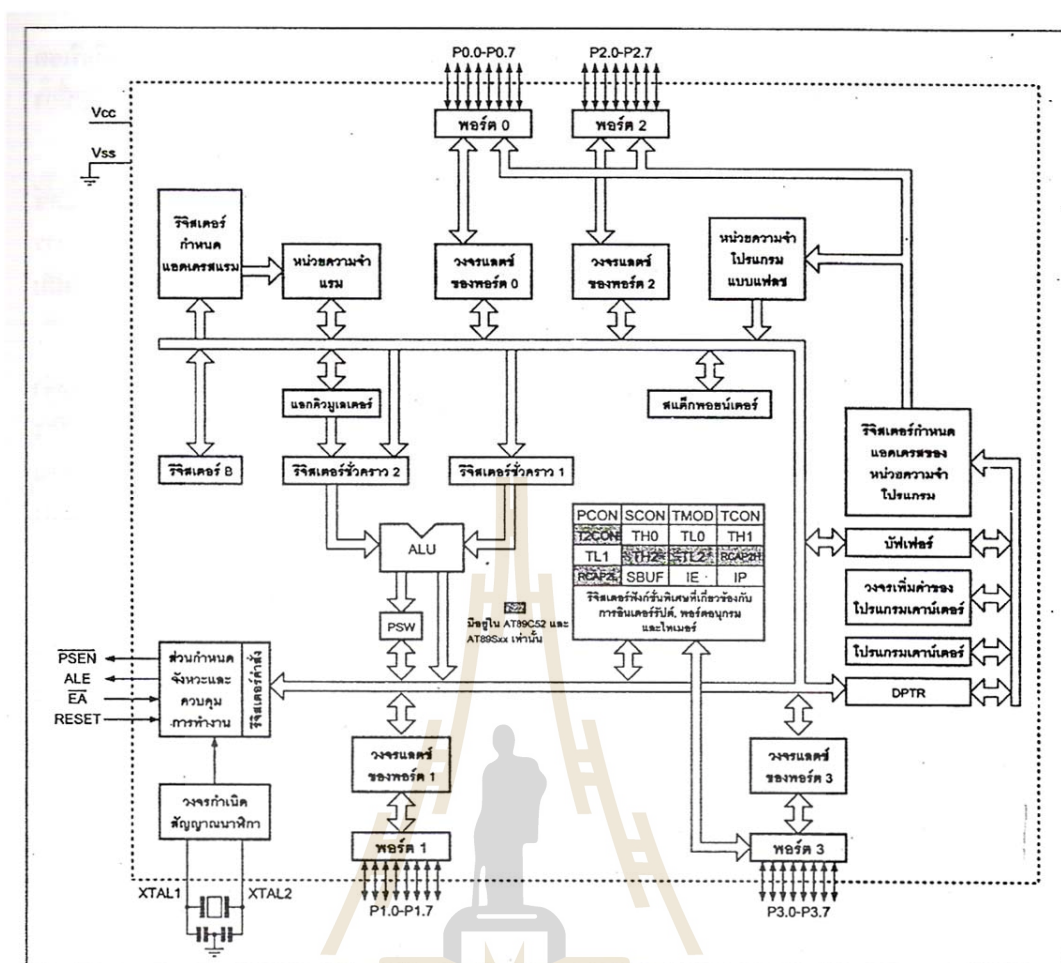 P0.0-P0.7
P2.0-P2.7
Vcc
พอร์ต 0
พอร์ต 2
Vss
รีจิสเตอร์
กำหนด
แอดเดรสแรม
หน่วยความจำ
แรม
วงจรแลตช์
ของพอร์ต 0
วงจรแลตช์
ของพอร์ต 2
หน่วยความจำ
โปรแกรม
แบบแฟลช
แอกคิวมูเลเตอร์
สแต็กพอยน์เตอร์
รีจิสเตอร์กำหนด
แอดเดรสของ
หน่วยความจำ
โปรแกรม
รีจิสเตอร์ B
รีจิสเตอร์ชั่วคราว 2
รีจิสเตอร์ชั่วคราว 1
ALU
PCON SCON TMOD TCON
T2CON TH0 TL0 TH1
TL1 TH2 TL2 RCAP2H
RCAP2L SBUF IE IP
รีจิสเตอร์ฟังก์ชั่นพิเศษที่เกี่ยวข้องกับ
การอินเตอร์รัปต์, พอร์ตอนุกรม
และไทเมอร์
บัฟเฟอร์
วงจรเพิ่มค่าของ
โปรแกรมเคาน์เตอร์
มีอยู่ใน AT89C52 และ
AT89Sxx เท่านั้น
PSW
โปรแกรมเคาน์เตอร์
DPTR
PSEN
ALE
EA
RESET
ส่วนกำหนด
จังหวะและ
ควบคุม
การทำงาน
รีจิสเตอร์คำสั่ง
วงจรแลตช์
ของพอร์ต 1
วงจรแลตช์
ของพอร์ต 3
วงจรกำเนิด
สัญญาณนาฬิกา
พอร์ต 1
พอร์ต 3
XTAL1
XTAL2
P1.0-P1.7
P3.0-P3.7